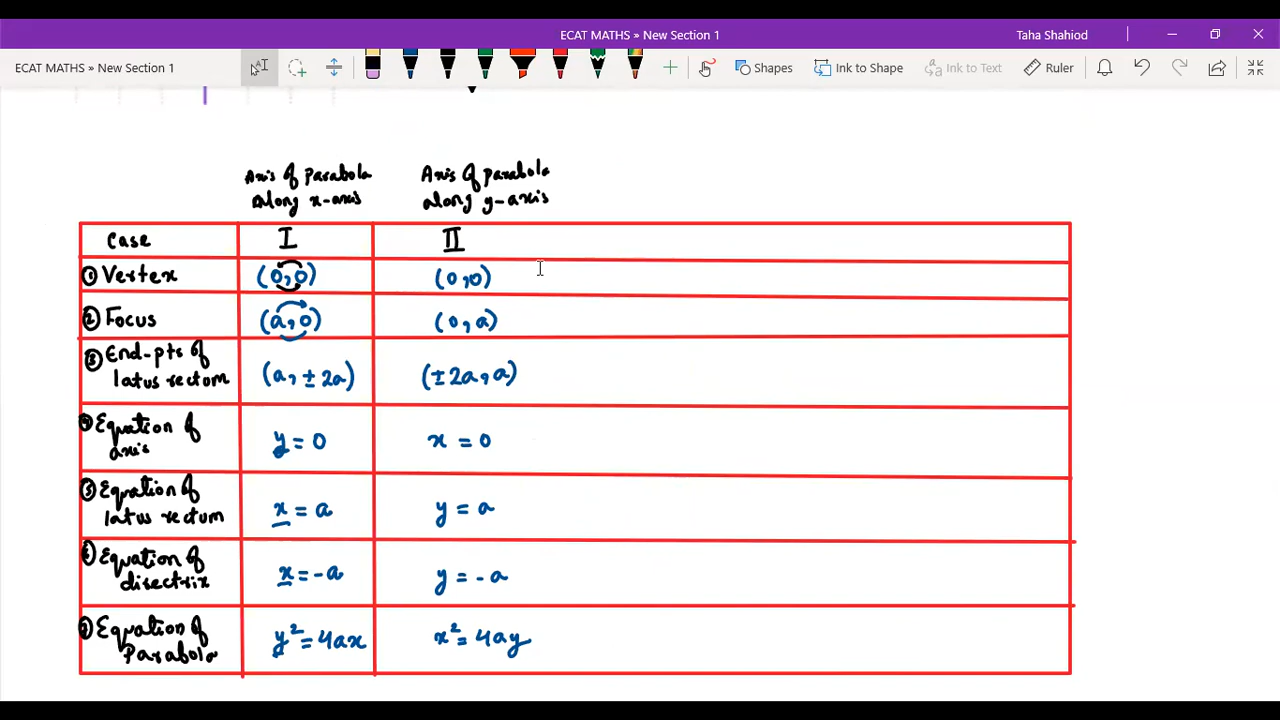 ECAT MATHS » New Section 1
Taha Shahiod
ECAT MATHS » New Section 1
Shapes
Ink to Shape
Ink to Text
Ruler
Axis of parabola
Along x-axis
Axis of parabola
along y-axis
Case I II
① Vertex (0,0) (0,0)
② Focus (a,0) (0,a)
③ End-pts of
latus rectum (a, ±2a) (±2a, a)
④ Equation of
axis y = 0 x = 0
⑤ Equation of
latus rectum x = a y = a
⑥ Equation of
directrix x = -a y = -a
⑦ Equation of
Parabola y² = 4ax x² = 4ay